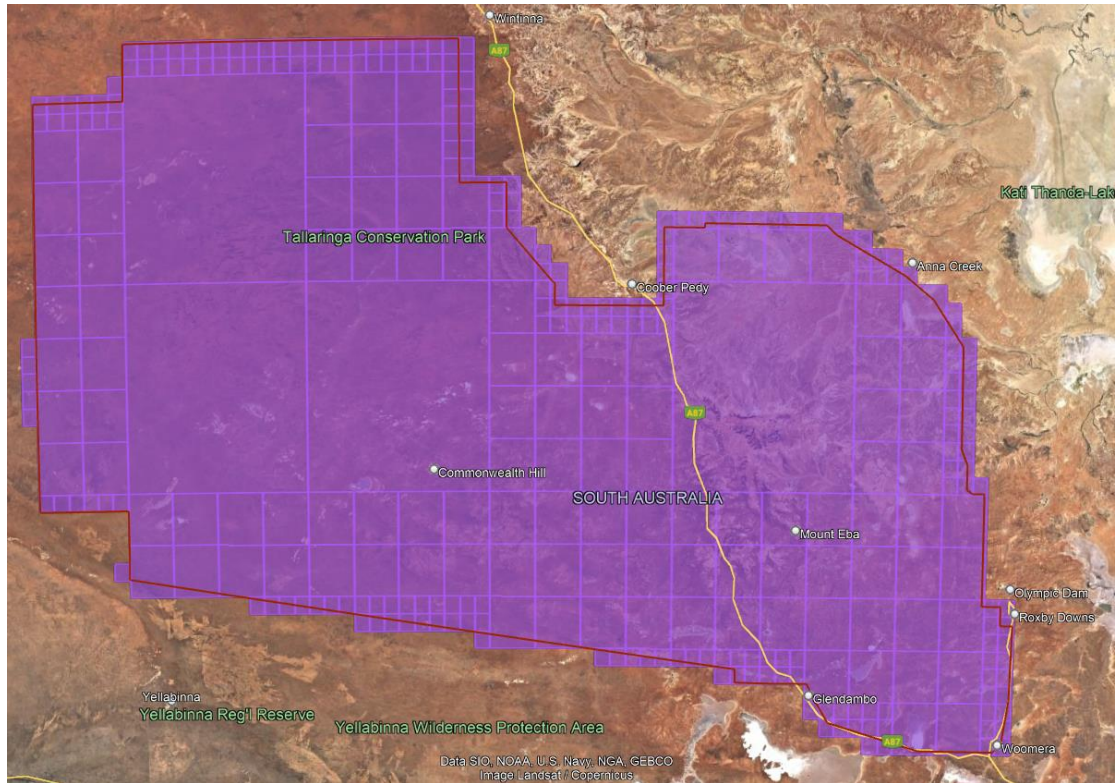 Wintinna
A87
Kati Thanda-Lak
Tallaringa Conservation Park
Anna Creek
Coober Pedy
A87
Commonwealth Hill
SOUTH AUSTRALIA
Mount Eba
Olympic Dam
Roxby Downs
Yellabinna
Glendambo
Yellabinna Reg'l Reserve
Yellabinna Wilderness Protection Area
A87
Woomera
Data SIO, NOAA, U.S. Navy, NGA, GEBCO
Image Landsat / Copernicus